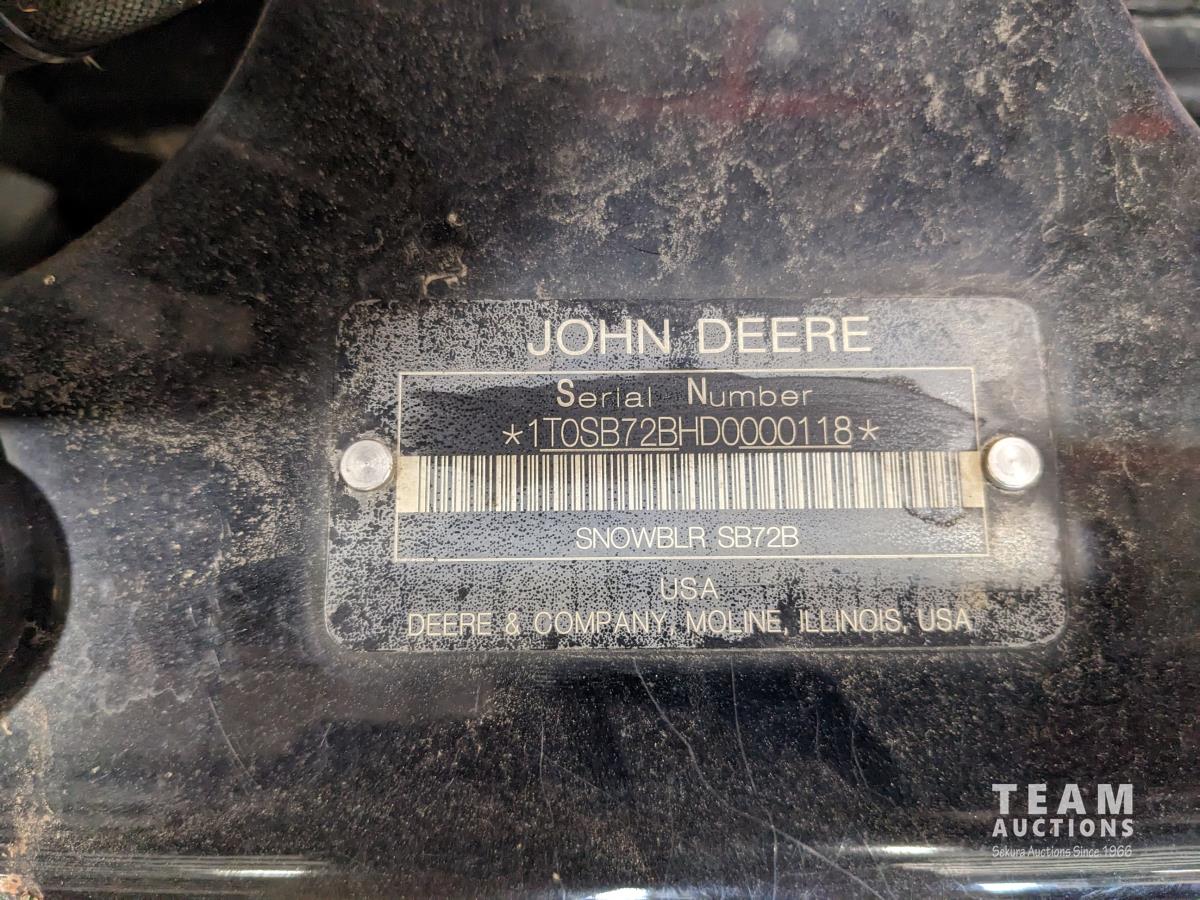 JOHN DEERE
Serial Number
*1T0SB72BHD0000118*
SNOWBLR SB72B
USA
DEERE & COMPANY, MOLINE, ILLINOIS, USA
TEAM
AUCTIONS
Sekura Auctions Since 1966